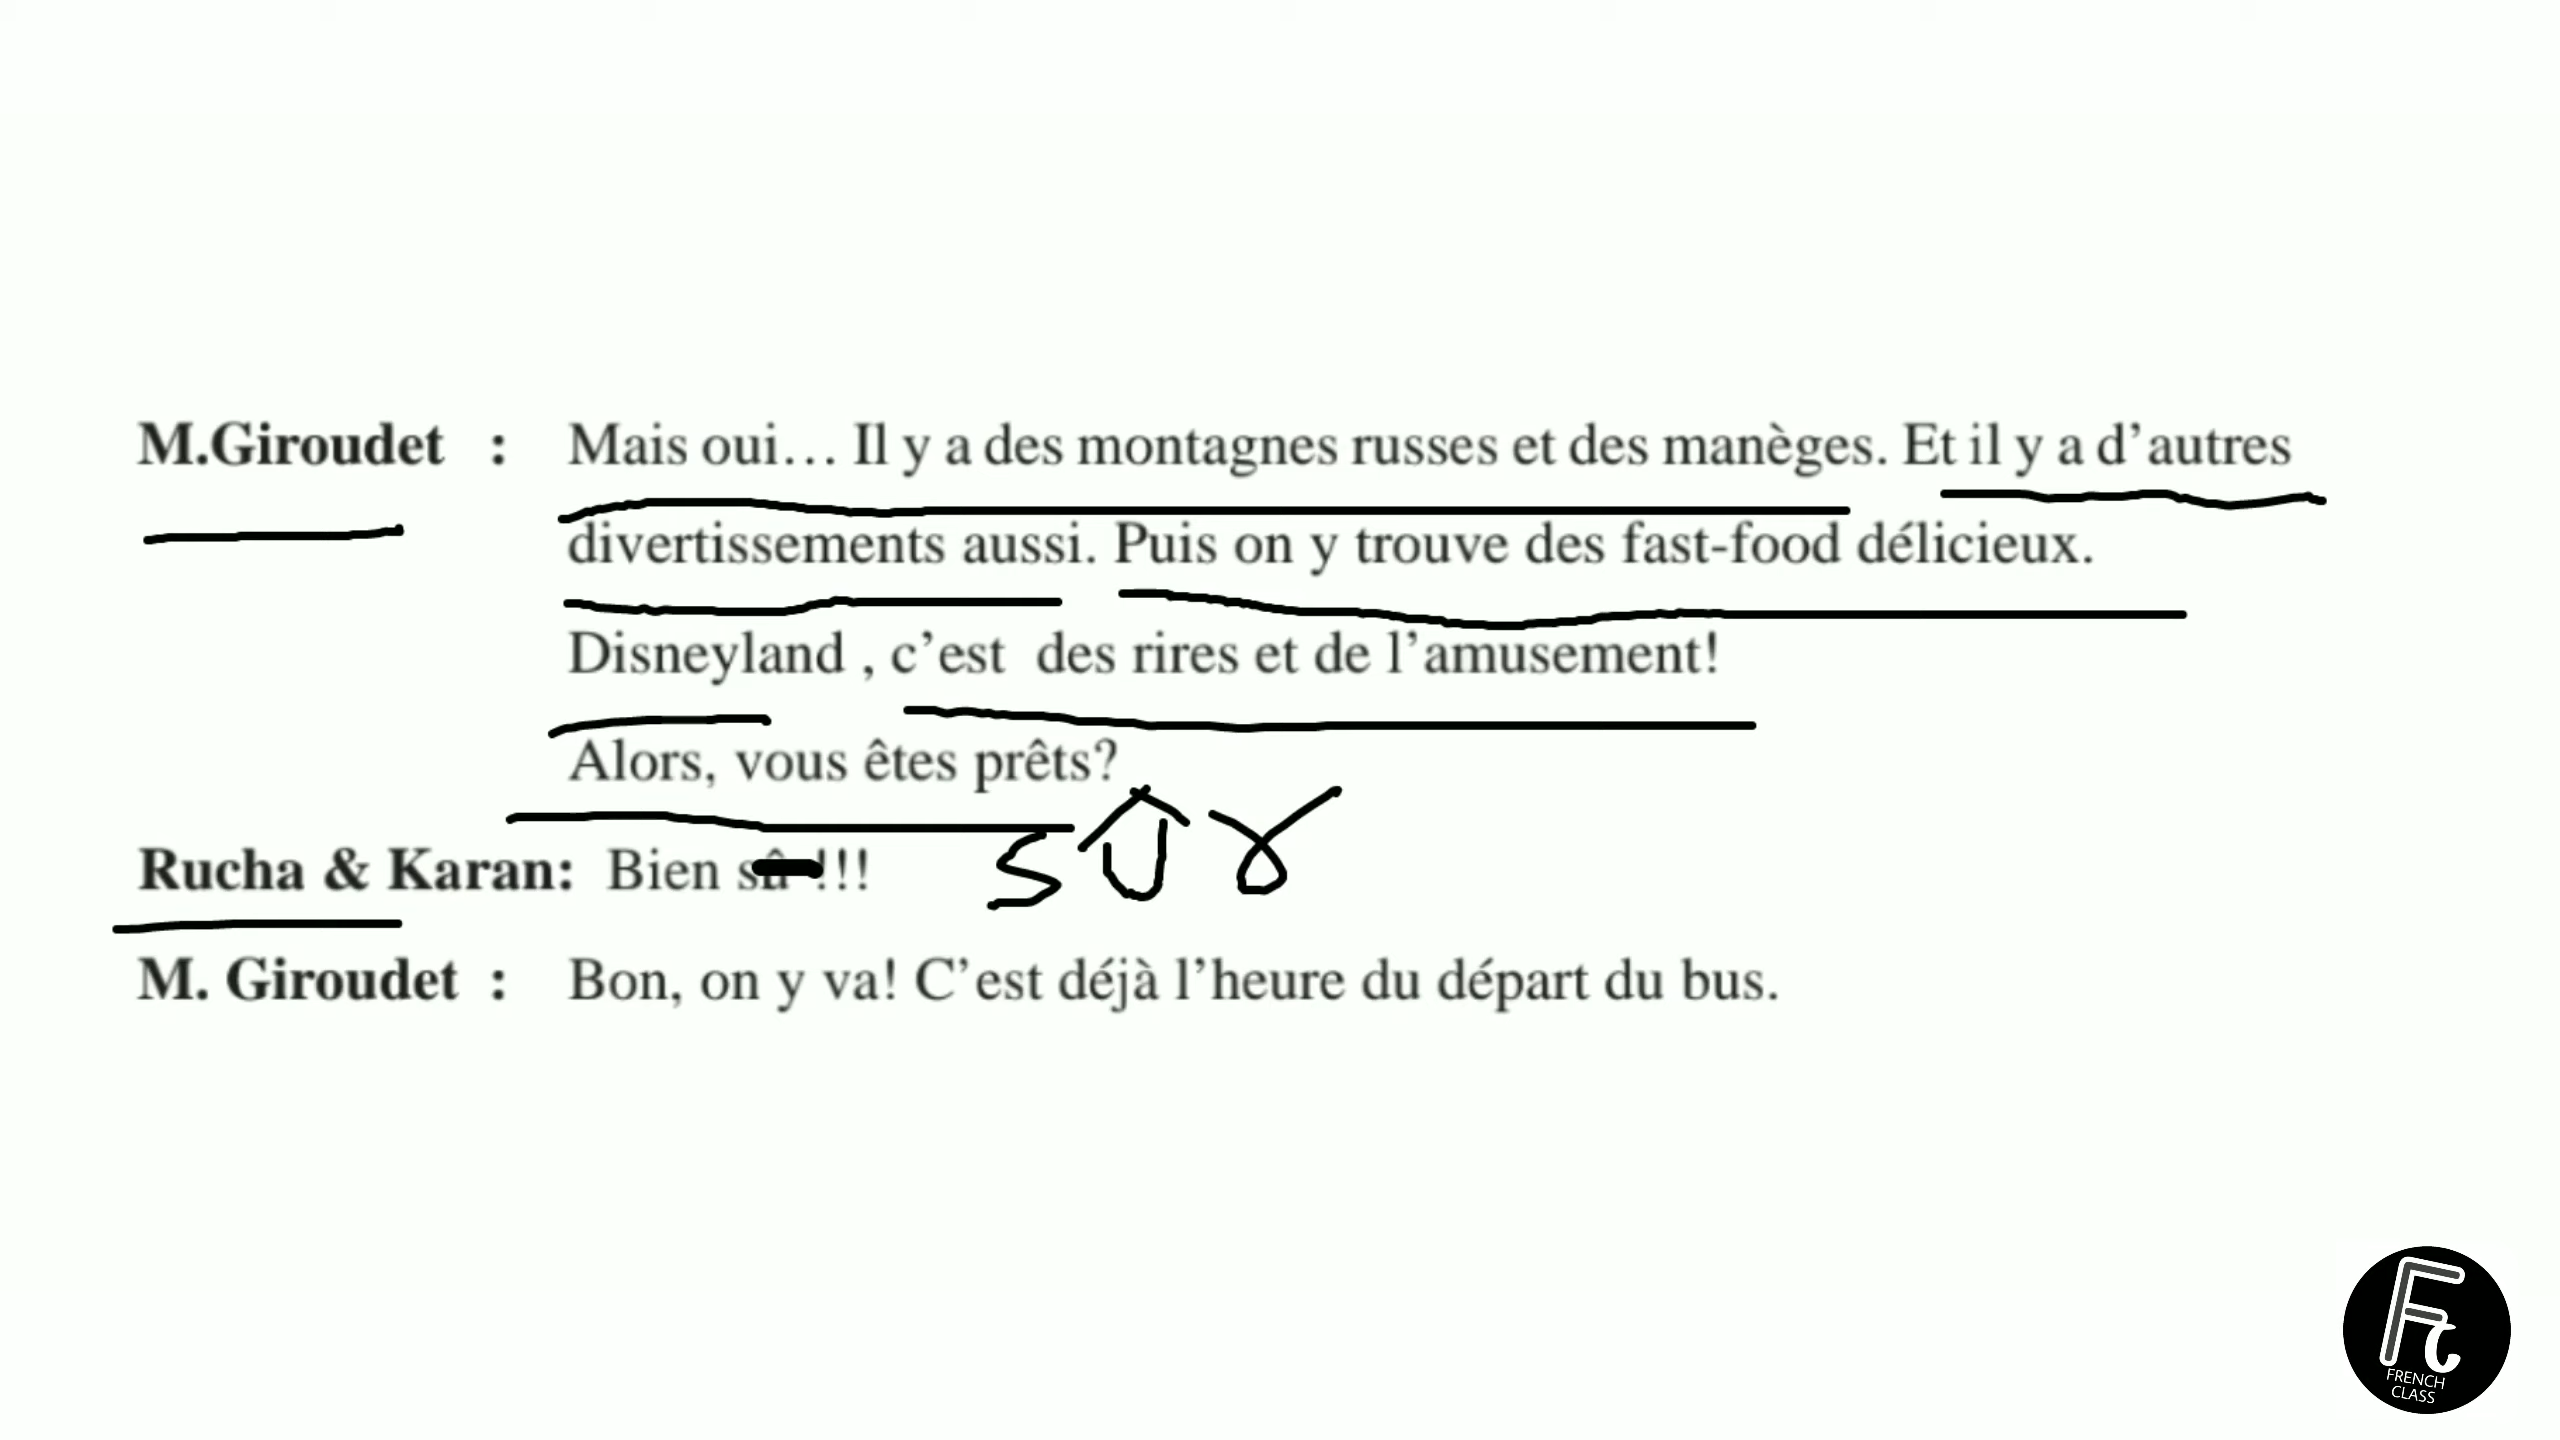 M.Giroudet : Mais oui… Il y a des montagnes russes et des manèges. Et il y a d’autres
divertissements aussi. Puis on y trouve des fast-food délicieux.
Disneyland , c’est des rires et de l’amusement!
Alors, vous êtes prêts?
sûr
Rucha & Karan: Bien sû !!!
M. Giroudet : Bon, on y va! C’est déjà l’heure du départ du bus.
Fc
FRENCH
CLASS